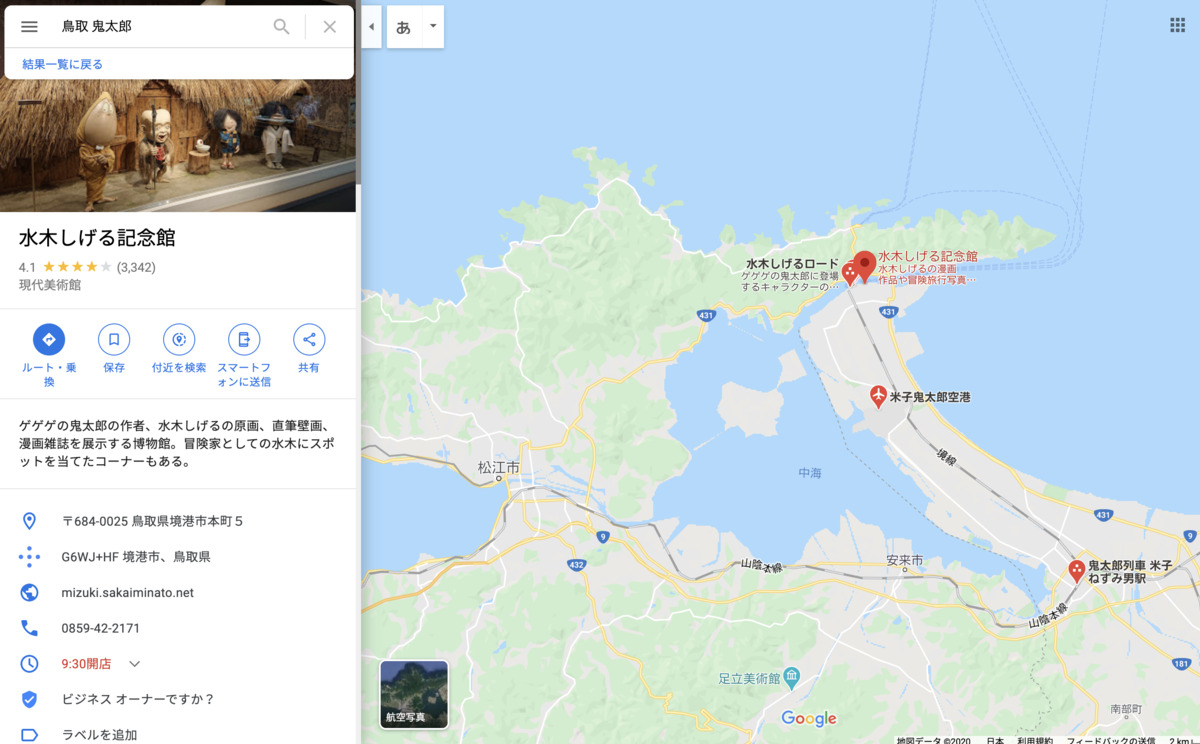 鳥取 鬼太郎
結果一覧に戻る
水木しげる記念館
4.1 ★★★★★ (3,342)
現代美術館
ルート・乗
換
保存
付近を検索
スマートフ
ォンに送信
共有
ゲゲゲの鬼太郎の作者、水木しげるの原画、直筆壁画、
漫画雑誌を展示する博物館。冒険家としての水木にスポ
ットを当てたコーナーもある。
〒684-0025 鳥取県境港市本町５
G6WJ+HF 境港市、鳥取県
mizuki.sakaiminato.net
0859-42-2171
9:30開店
ビジネス オーナーですか？
ラベルを追加
あ
水木しげるロード
ゲゲゲの鬼太郎に登場
するキャラクターの…
水木しげる記念館
水木しげるの漫画
作品や冒険旅行写真…
431
431
米子鬼太郎空港
境線
松江市
中海
431
9
9
432
山陰本線
安来市
鬼太郎列車 米子
ねずみ男駅
山陰本線
181
足立美術館
南部町
航空写真
Google
地図データ ©2020 日本 利用規約 フィードバックの送信 2 km